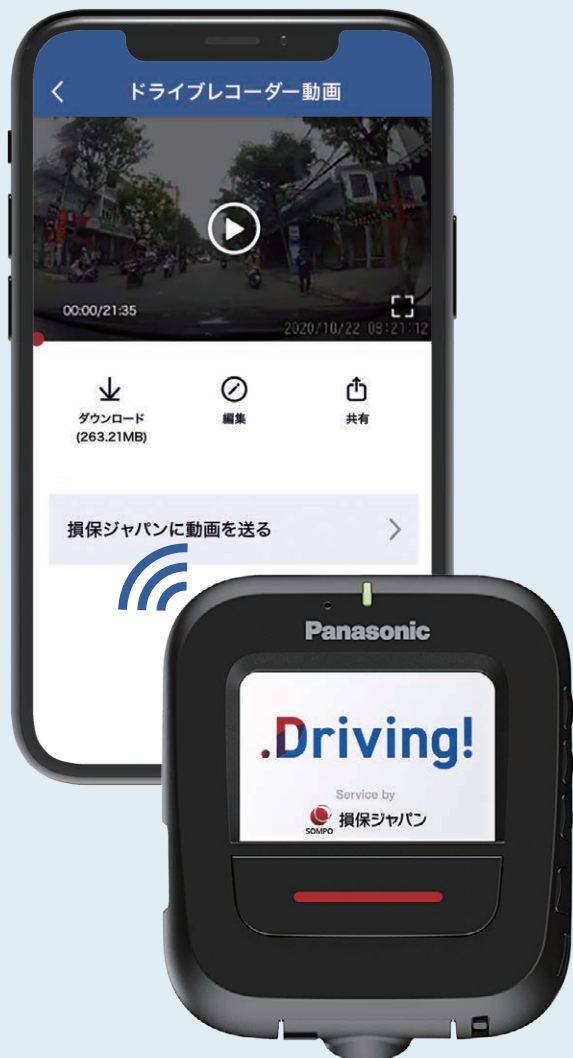 ドライブレコーダー動画
00:00/21:35
2020/10/22 08:21:12
ダウンロード
(263.21MB)
編集
共有
損保ジャパンに動画を送る
Panasonic
.Driving!
Service by
SOMPO 損保ジャパン